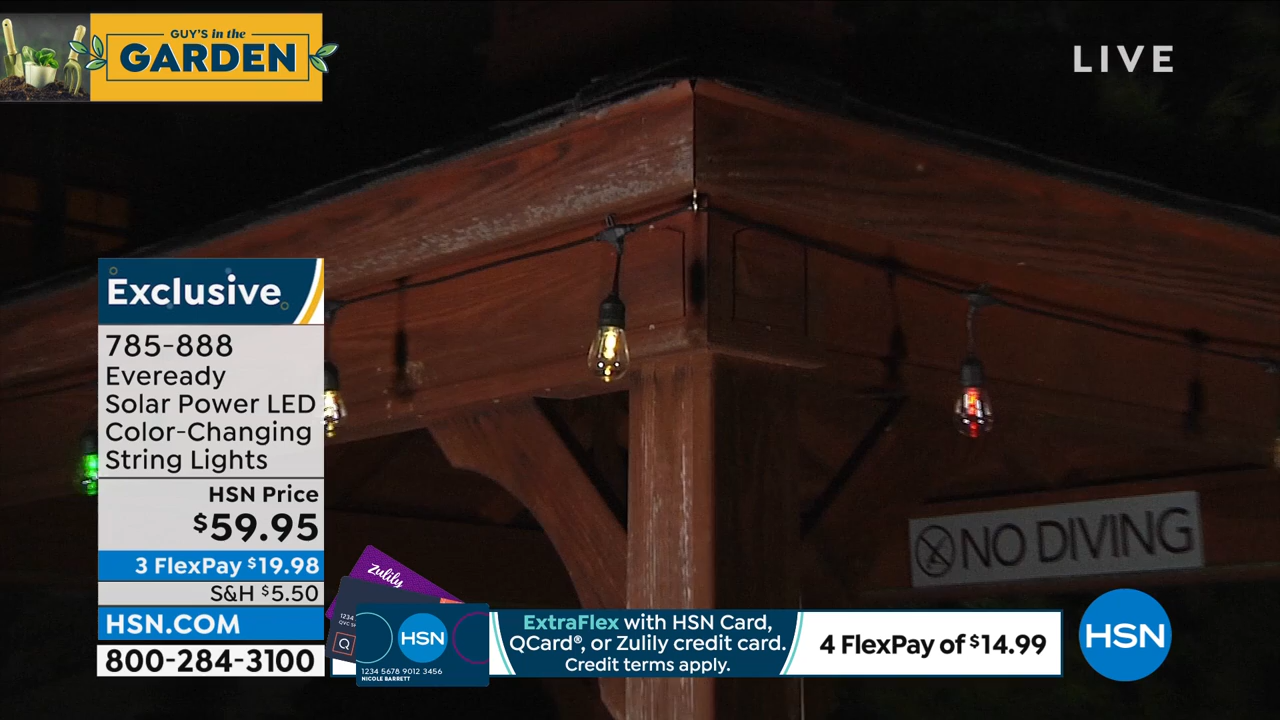 GUY'S in the
GARDEN
LIVE
Exclusive
785-888
Eveready
Solar Power LED
Color-Changing
String Lights
HSN Price
$59.95
3 FlexPay $19.98
S&H $5.50
HSN.COM
800-284-3100
NO DIVING
Zulily
1234
Q
HSN
1234 5678 9012 3456
NICOLE BARRETT
ExtraFlex with HSN Card,
QCard®, or Zulily credit card.
Credit terms apply.
4 FlexPay of $14.99
HSN